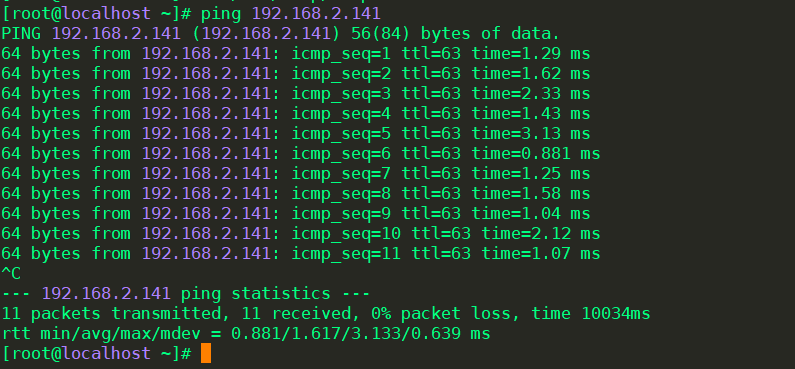 [root@localhost ~]# ping 192.168.2.141
PING 192.168.2.141 (192.168.2.141) 56(84) bytes of data.
64 bytes from 192.168.2.141: icmp_seq=1 ttl=63 time=1.29 ms
64 bytes from 192.168.2.141: icmp_seq=2 ttl=63 time=1.62 ms
64 bytes from 192.168.2.141: icmp_seq=3 ttl=63 time=2.33 ms
64 bytes from 192.168.2.141: icmp_seq=4 ttl=63 time=1.43 ms
64 bytes from 192.168.2.141: icmp_seq=5 ttl=63 time=3.13 ms
64 bytes from 192.168.2.141: icmp_seq=6 ttl=63 time=0.881 ms
64 bytes from 192.168.2.141: icmp_seq=7 ttl=63 time=1.25 ms
64 bytes from 192.168.2.141: icmp_seq=8 ttl=63 time=1.58 ms
64 bytes from 192.168.2.141: icmp_seq=9 ttl=63 time=1.04 ms
64 bytes from 192.168.2.141: icmp_seq=10 ttl=63 time=2.12 ms
64 bytes from 192.168.2.141: icmp_seq=11 ttl=63 time=1.07 ms
^C
--- 192.168.2.141 ping statistics ---
11 packets transmitted, 11 received, 0% packet loss, time 10034ms
rtt min/avg/max/mdev = 0.881/1.617/3.133/0.639 ms
[root@localhost ~]#